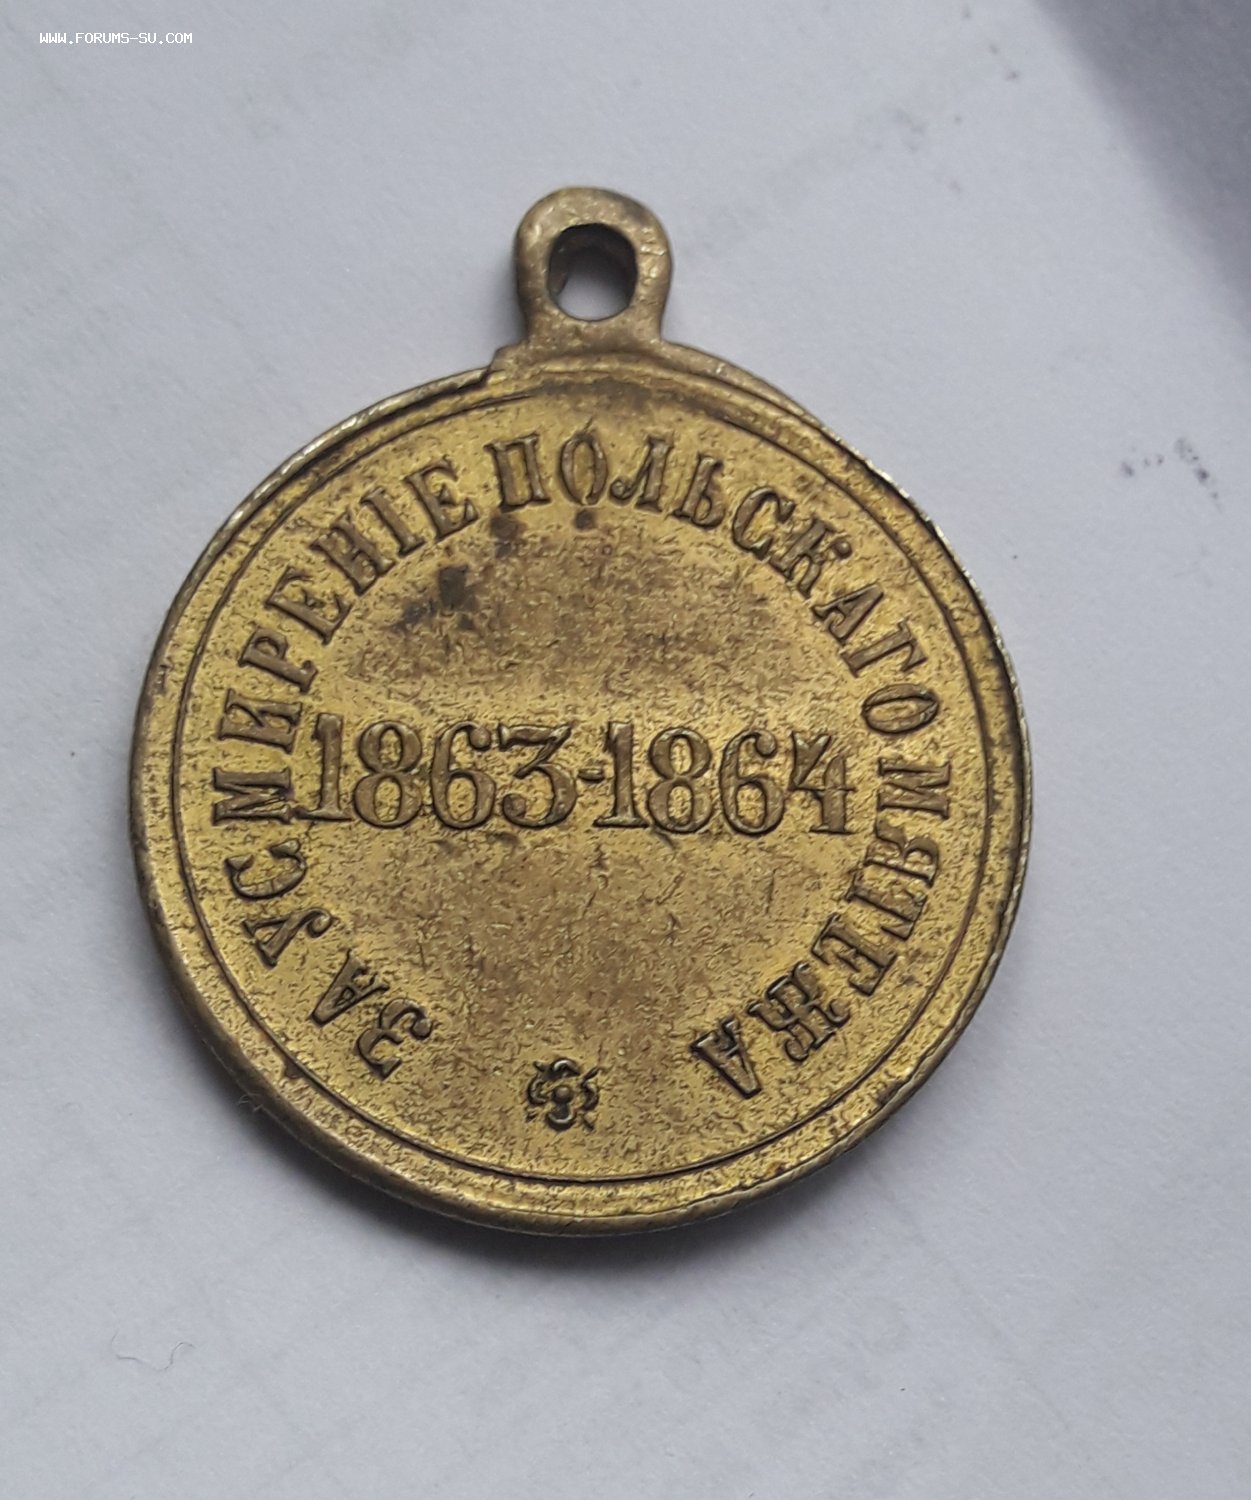 WWW.FORUMS-SU.COM
ЗА УСМИРЕНІЕ ПОЛЬСКАГО МЯТЕЖА
1863-1864